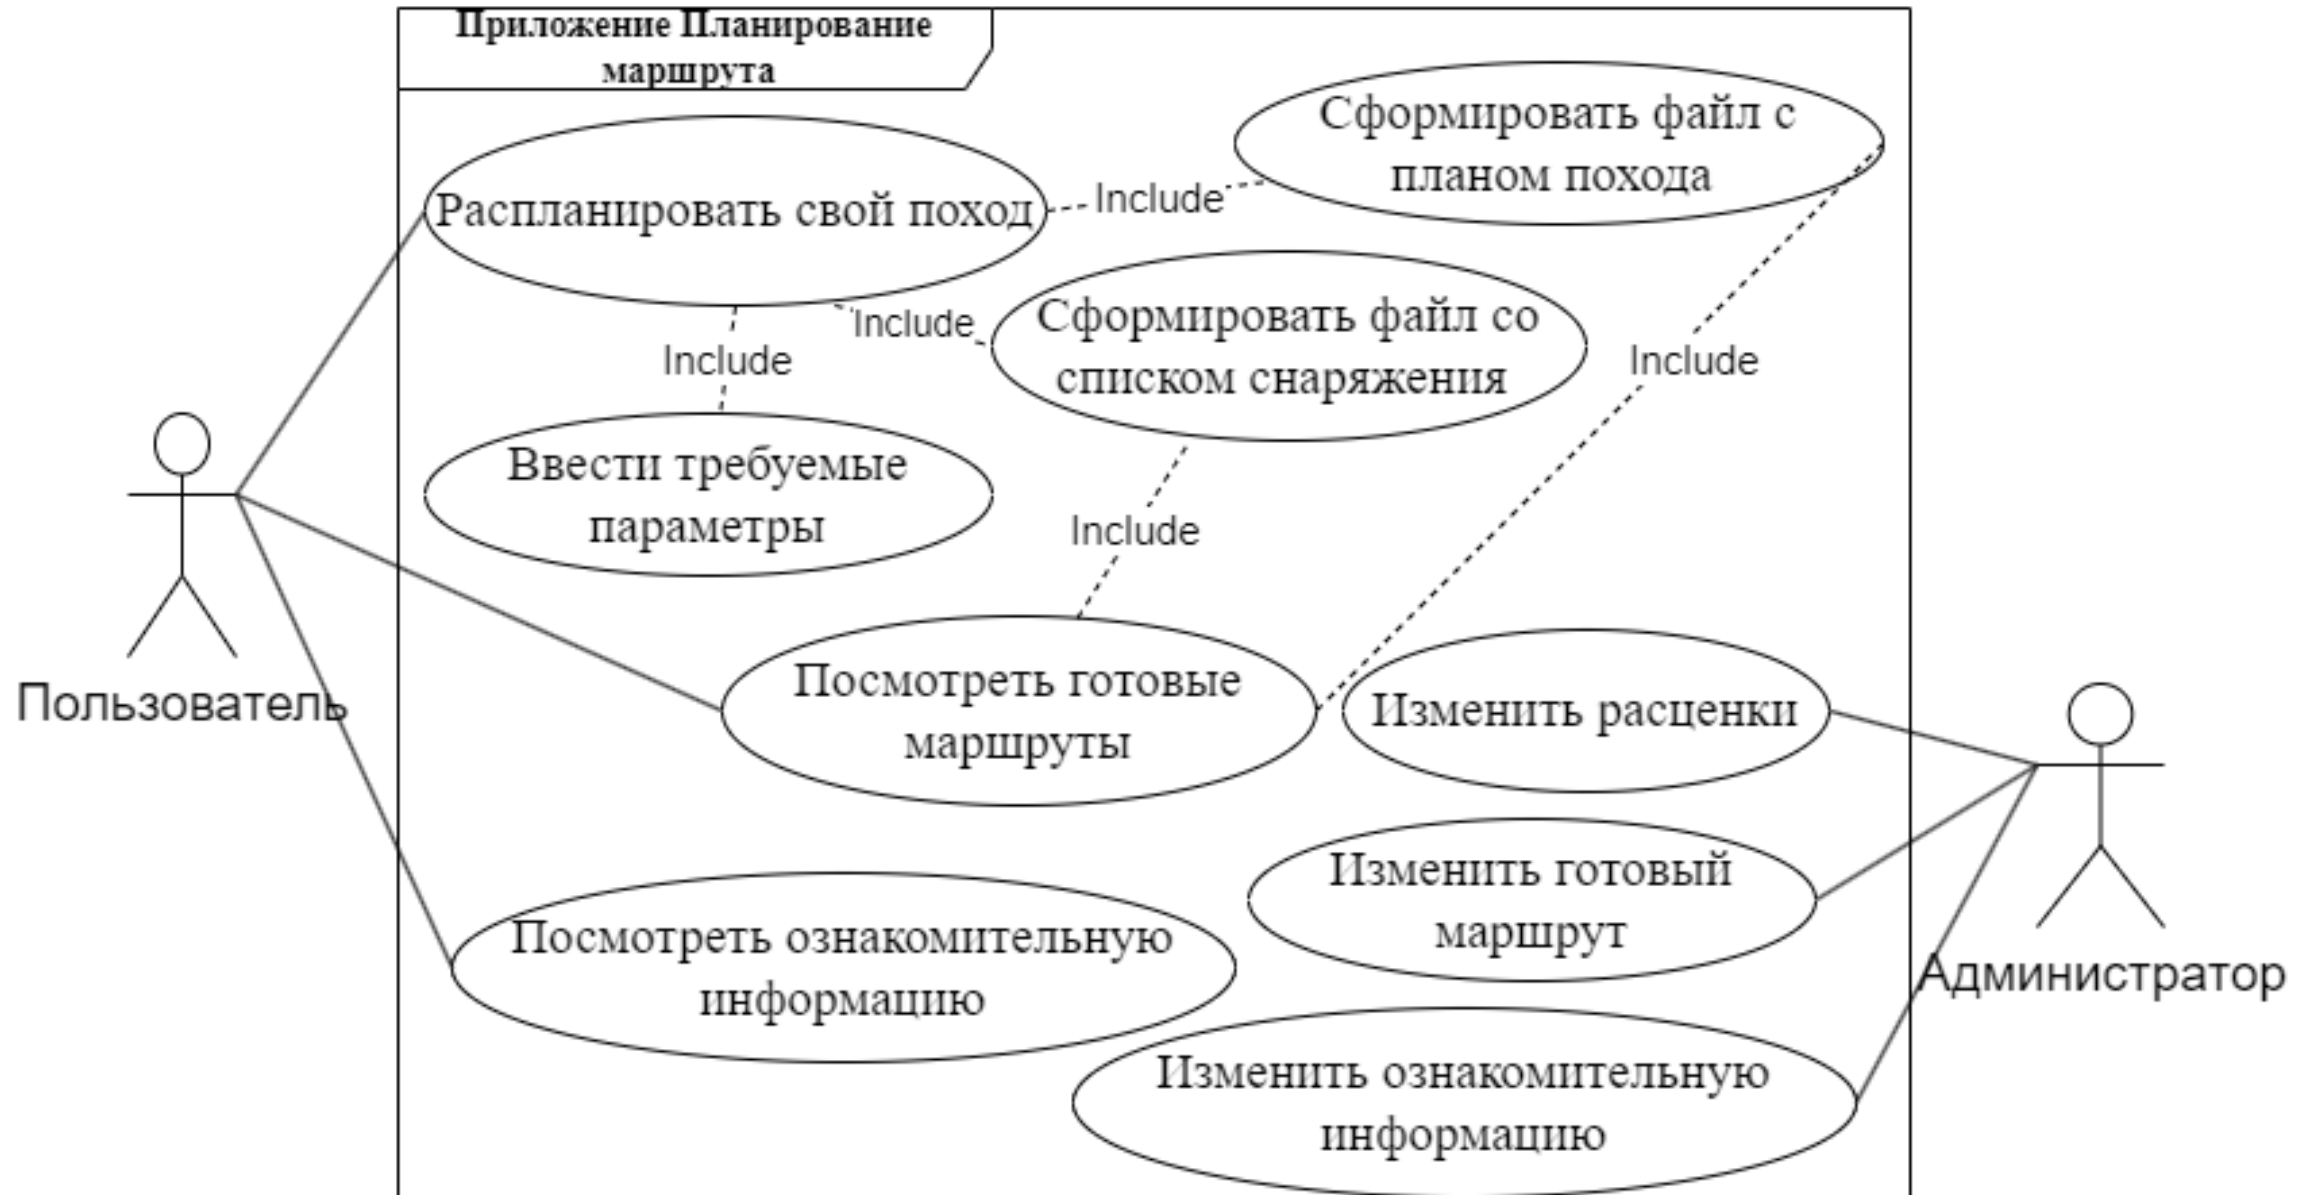 Приложение Планирование
маршрута
Сформировать файл с
планом похода
Распланировать свой поход
Include
Include
Сформировать файл со
списком снаряжения
Include
Include
Ввести требуемые
параметры
Include
Пользователь
Посмотреть готовые
маршруты
Изменить расценки
Изменить готовый
маршрут
Посмотреть ознакомительную
информацию
Администратор
Изменить ознакомительную
информацию